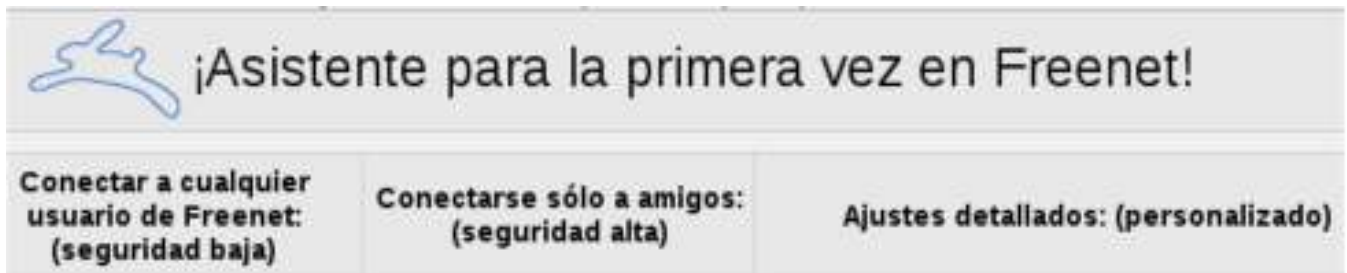 ¡Asistente para la primera vez en Freenet!
Conectar a cualquier
usuario de Freenet:
(seguridad baja)
Conectarse sólo a amigos:
(seguridad alta)
Ajustes detallados: (personalizado)